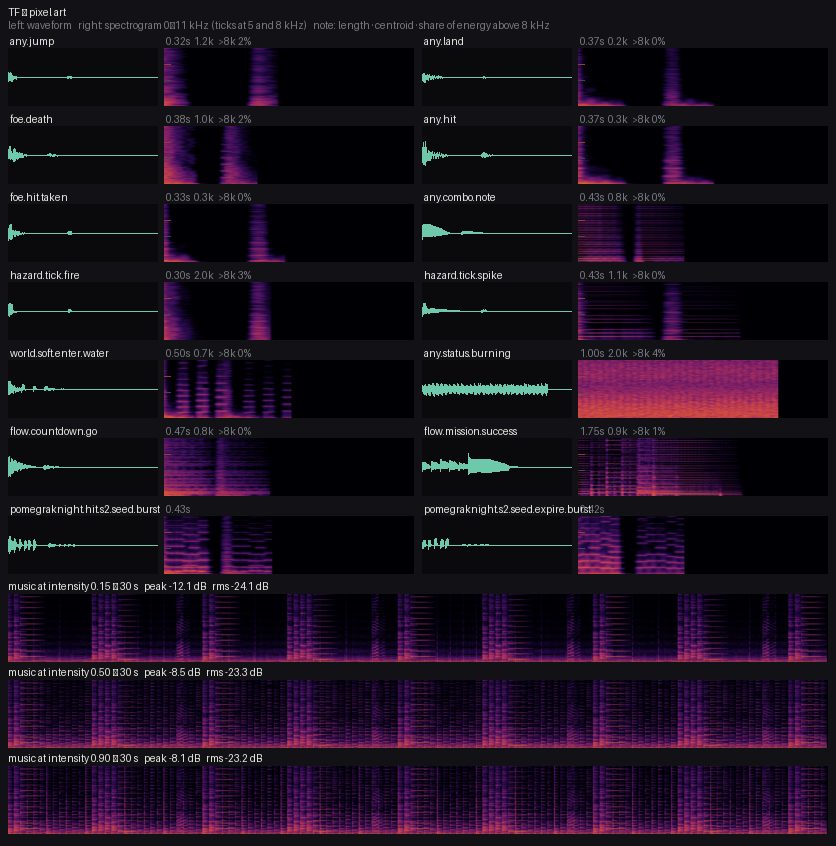 TF▯pixel art
left: waveform right: spectrogram 0▯11 kHz (ticks at 5 and 8 kHz) note: length·centroid·share of energy above 8 kHz
any.jump 0.32s 1.2k >8k 2% any.land 0.37s 0.2k >8k 0%
foe.death 0.38s 1.0k >8k 2% any.hit 0.37s 0.3k >8k 0%
foe.hit.taken 0.33s 0.3k >8k 0% any.combo.note 0.43s 0.8k >8k 0%
hazard.tick.fire 0.30s 2.0k >8k 3% hazard.tick.spike 0.43s 1.1k >8k 0%
world.soft.enter.water 0.50s 0.7k >8k 0% any.status.burning 1.00s 2.0k >8k 4%
flow.countdown.go 0.47s 0.8k >8k 0% flow.mission.success 1.75s 0.9k >8k 1%
pomegraknight.hit.s2.seed.burst 0.43s pomegraknight.s2.seed.expire.burst
music at intensity 0.15 ▯30 s peak -12.1 dB rms -24.1 dB
music at intensity 0.50 ▯30 s peak -8.5 dB rms -23.3 dB
music at intensity 0.90 ▯30 s peak -8.1 dB rms -23.2 dB